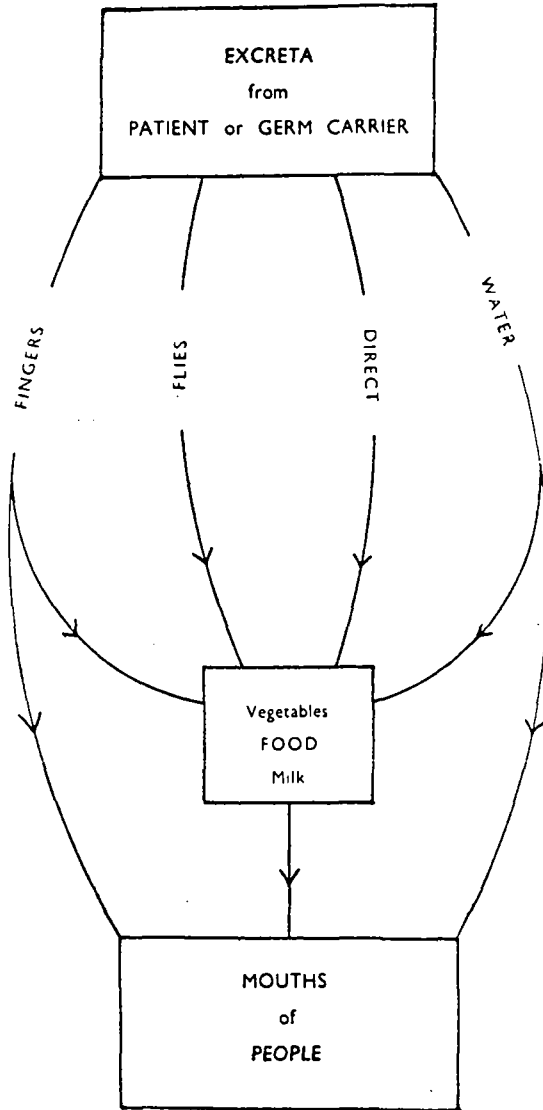 EXCRETA
from
PATIENT or GERM CARRIER
FINGERS
FLIES
DIRECT
WATER
Vegetables
FOOD
Milk
MOUTHS
of
PEOPLE